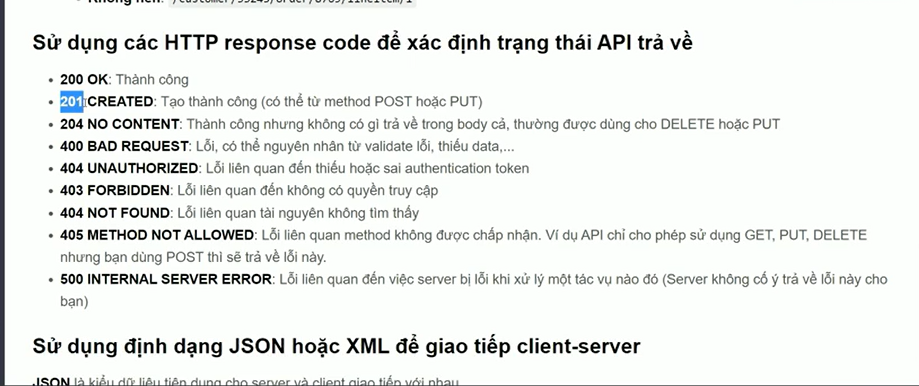 Không nên: /customer/33245/order/8769/lineitem/1
Sử dụng các HTTP response code để xác định trạng thái API trả về
200 OK: Thành công
201 CREATED: Tạo thành công (có thể từ method POST hoặc PUT)
204 NO CONTENT: Thành công nhưng không có gì trả về trong body cả, thường được dùng cho DELETE hoặc PUT
400 BAD REQUEST: Lỗi, có thể nguyên nhân từ validate lỗi, thiếu data,...
404 UNAUTHORIZED: Lỗi liên quan đến thiếu hoặc sai authentication token
403 FORBIDDEN: Lỗi liên quan đến không có quyền truy cập
404 NOT FOUND: Lỗi liên quan tài nguyên không tìm thấy
405 METHOD NOT ALLOWED: Lỗi liên quan method không được chấp nhận. Ví dụ API chỉ cho phép sử dụng GET, PUT, DELETE
nhưng bạn dùng POST thì sẽ trả về lỗi này.
500 INTERNAL SERVER ERROR: Lỗi liên quan đến việc server bị lỗi khi xử lý một tác vụ nào đó (Server không cố ý trả về lỗi này cho
bạn)
Sử dụng định dạng JSON hoặc XML để giao tiếp client-server
JSON là kiểu dữ liệu tiện dụng cho server và client giao tiếp với nhau